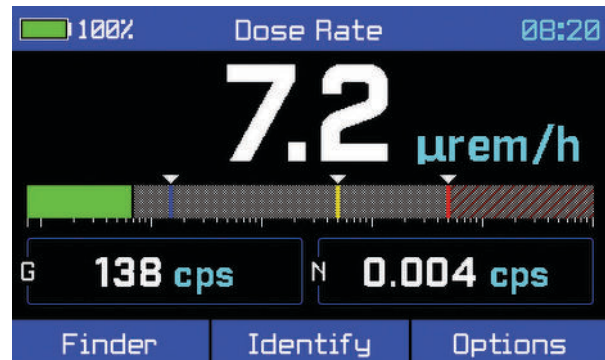 100% Dose Rate 08:20
7.2 µrem/h
G 138 cps N 0.004 cps
Finder Identify Options